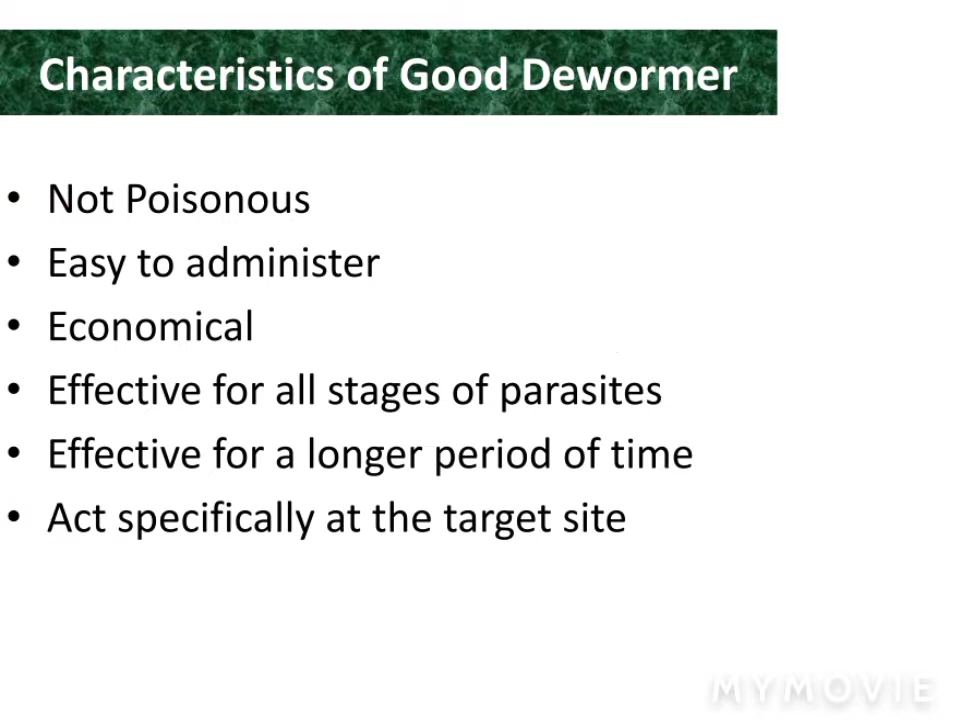 Characteristics of Good Dewormer
• Not Poisonous
• Easy to administer
• Economical
• Effective for all stages of parasites
• Effective for a longer period of time
• Act specifically at the target site
MYMOVIE